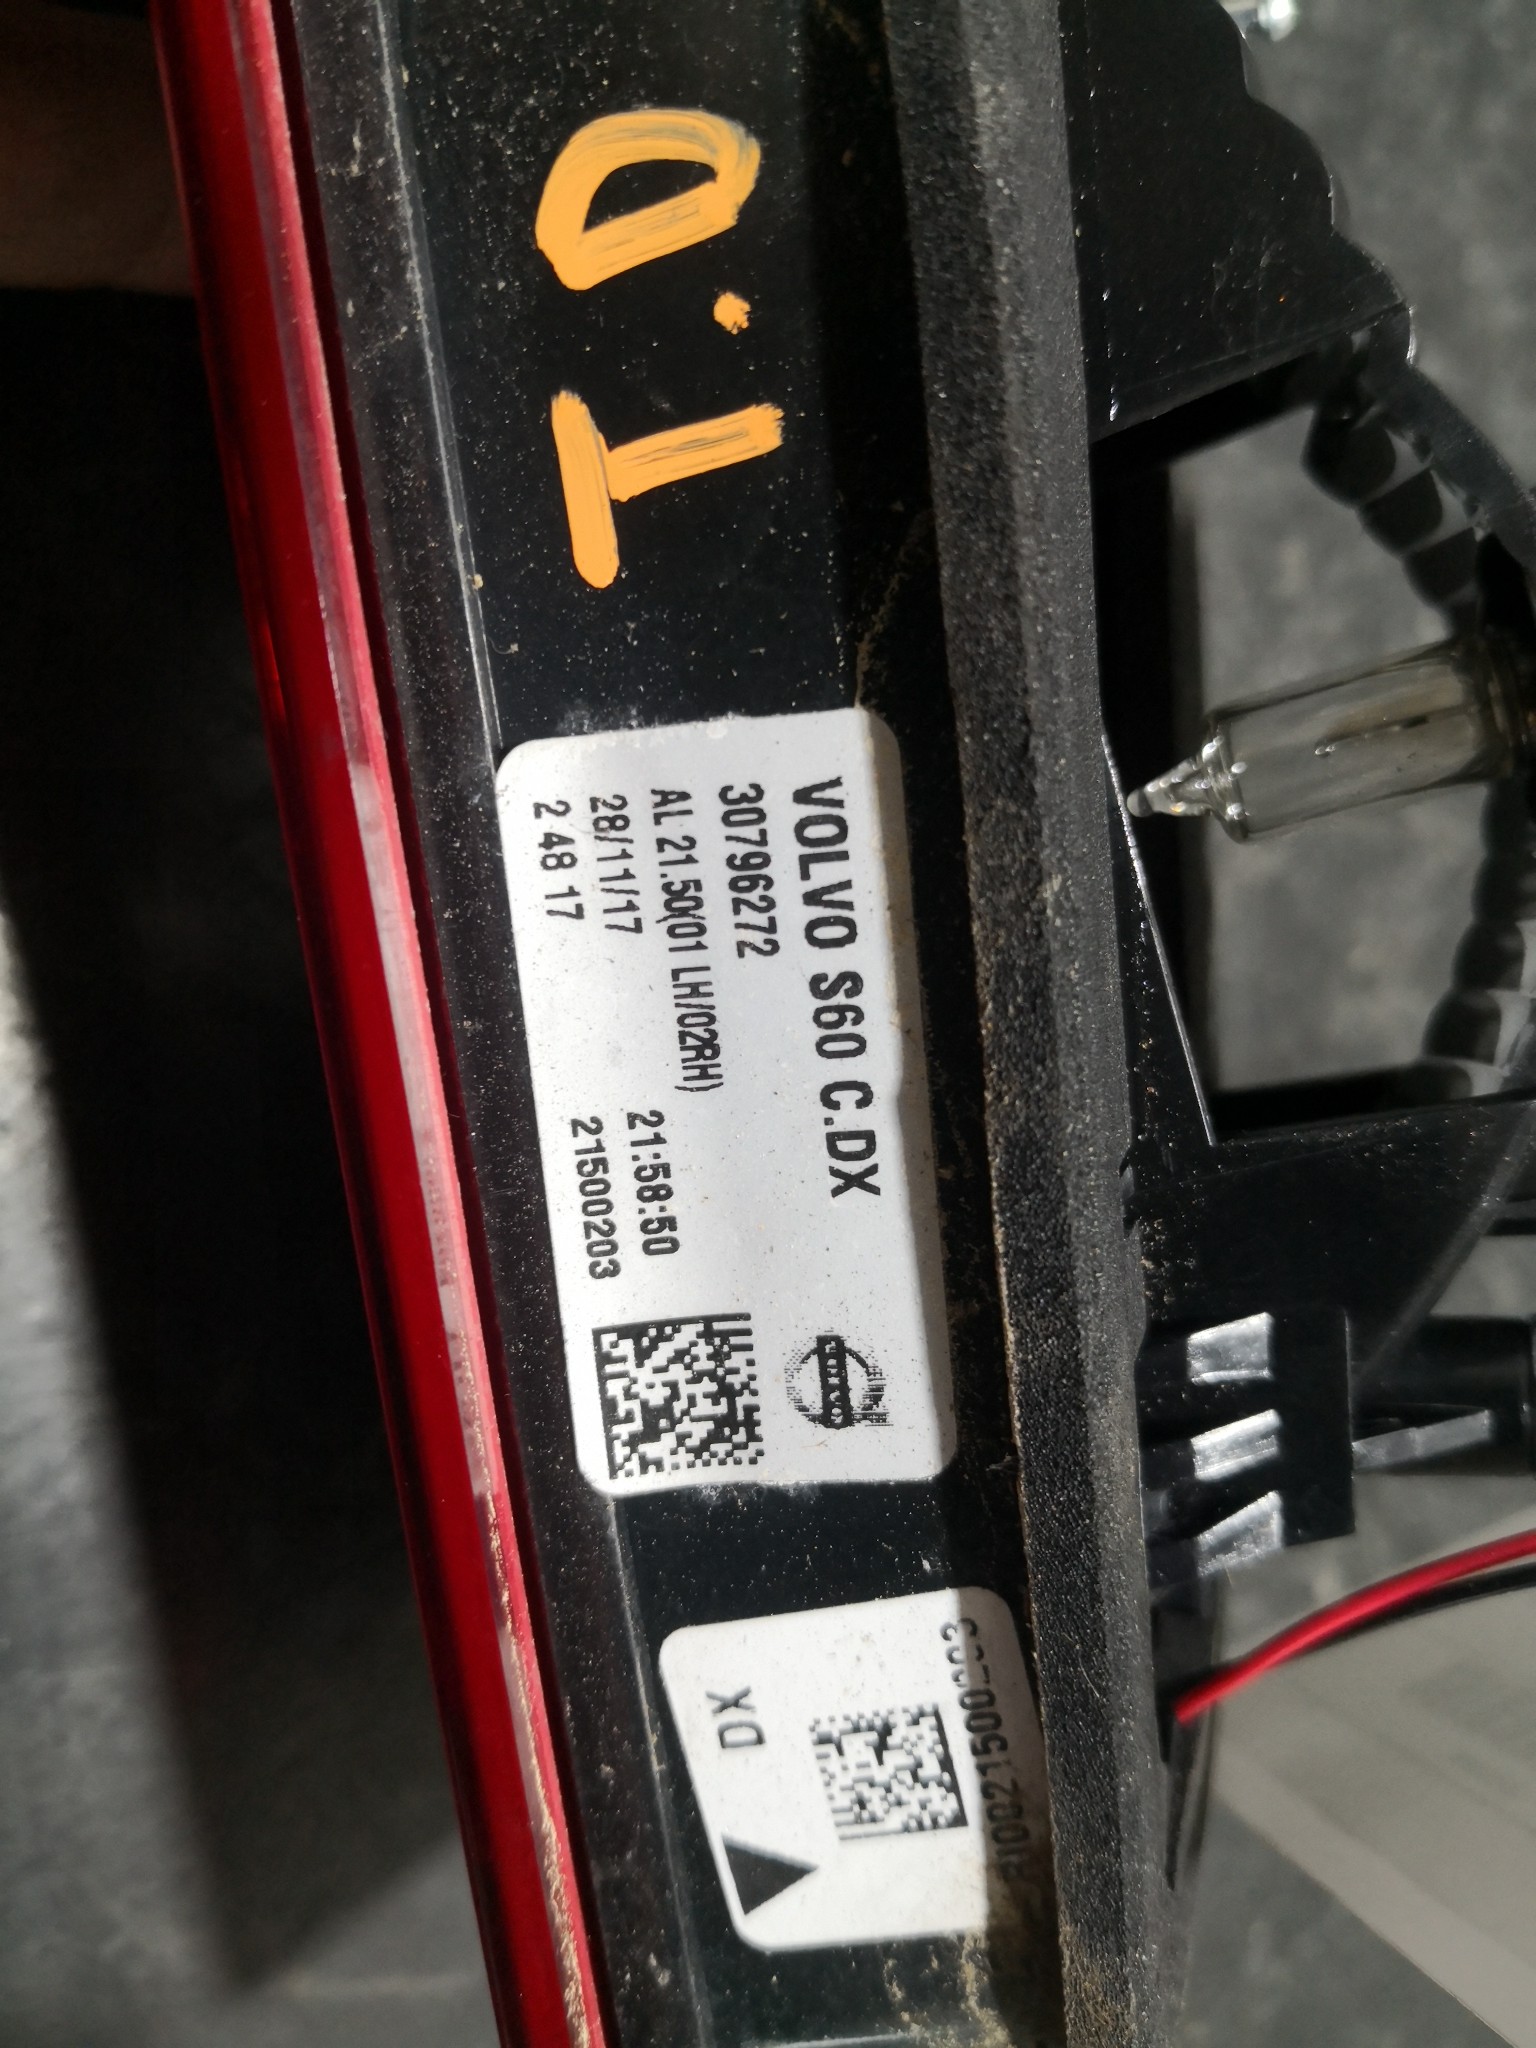 T.D
VOLVO S60 C.DX
30796272
AL 21.50(01 LH/02RH)
28/11/17 21:58:50
2 48 17 21500203
VOLVO
DX